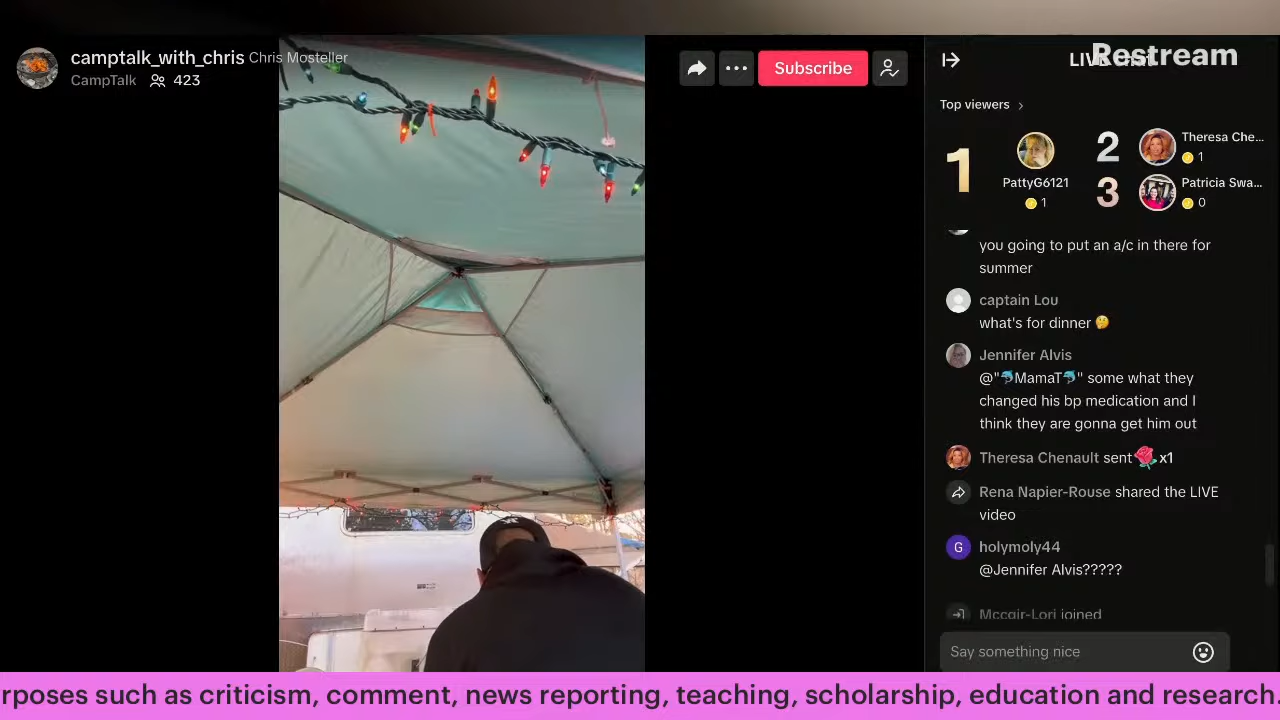 camptalk_with_chris Chris Mosteller
CampTalk 423
Subscribe
Restream
Top viewers
1
PattyG6121
1
2
Theresa Che...
1
3
Patricia Swa...
0
you going to put an a/c in there for
summer
captain Lou
what's for dinner 🤔
Jennifer Alvis
@"🐬MamaT🐬" some what they
changed his bp medication and I
think they are gonna get him out
Theresa Chenault sent 🌹 x1
Rena Napier-Rouse shared the LIVE
video
G
holymoly44
@Jennifer Alvis?????
Mccair-Lori joined
Say something nice
rposes such as criticism, comment, news reporting, teaching, scholarship, education and research.